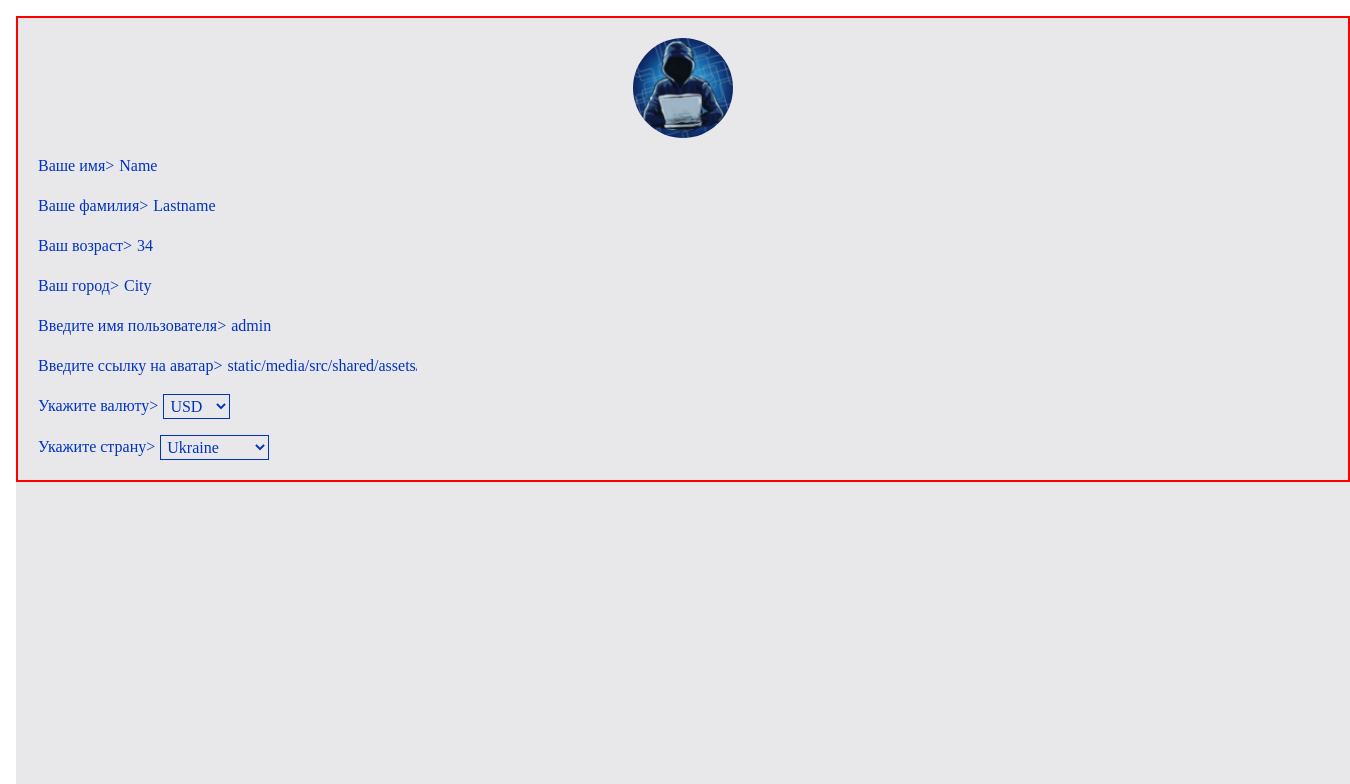 Ваше имя> Name
Ваше фамилия> Lastname
Ваш возраст> 34
Ваш город> City
Введите имя пользователя> admin
Введите ссылку на аватар> static/media/src/shared/assets
Укажите валюту> USD
Укажите страну> Ukraine